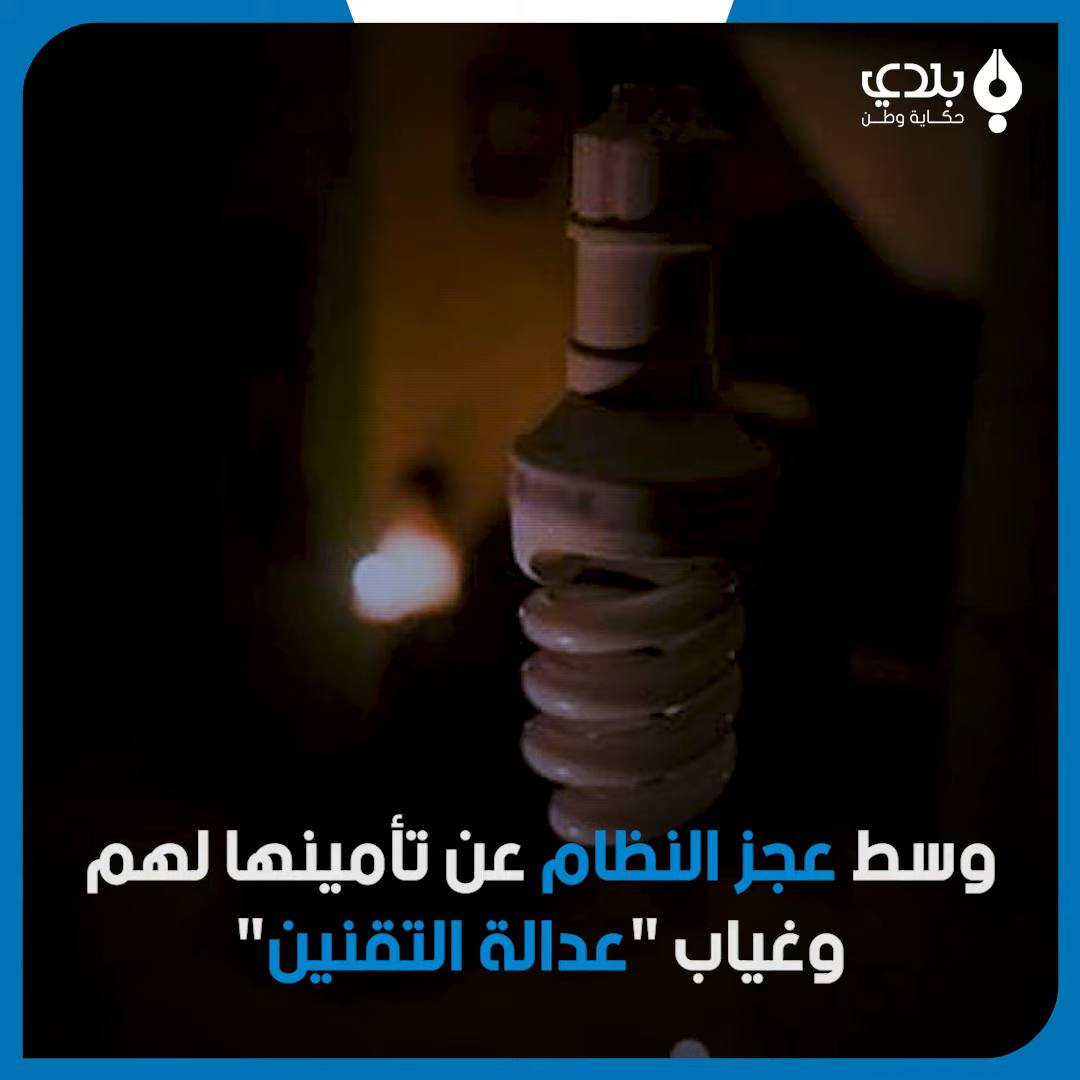 بلدي
حكاية وطن
وسط عجز النظام عن تأمينها لهم
وغياب "عدالة التقنين"